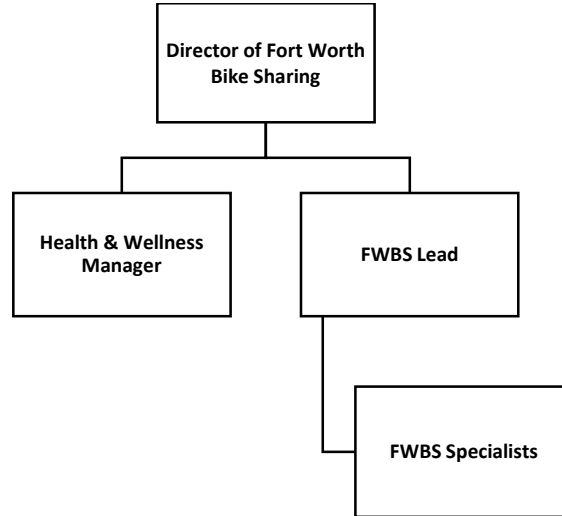 Director of Fort Worth
Bike Sharing
Health & Wellness
Manager
FWBS Lead
FWBS Specialists